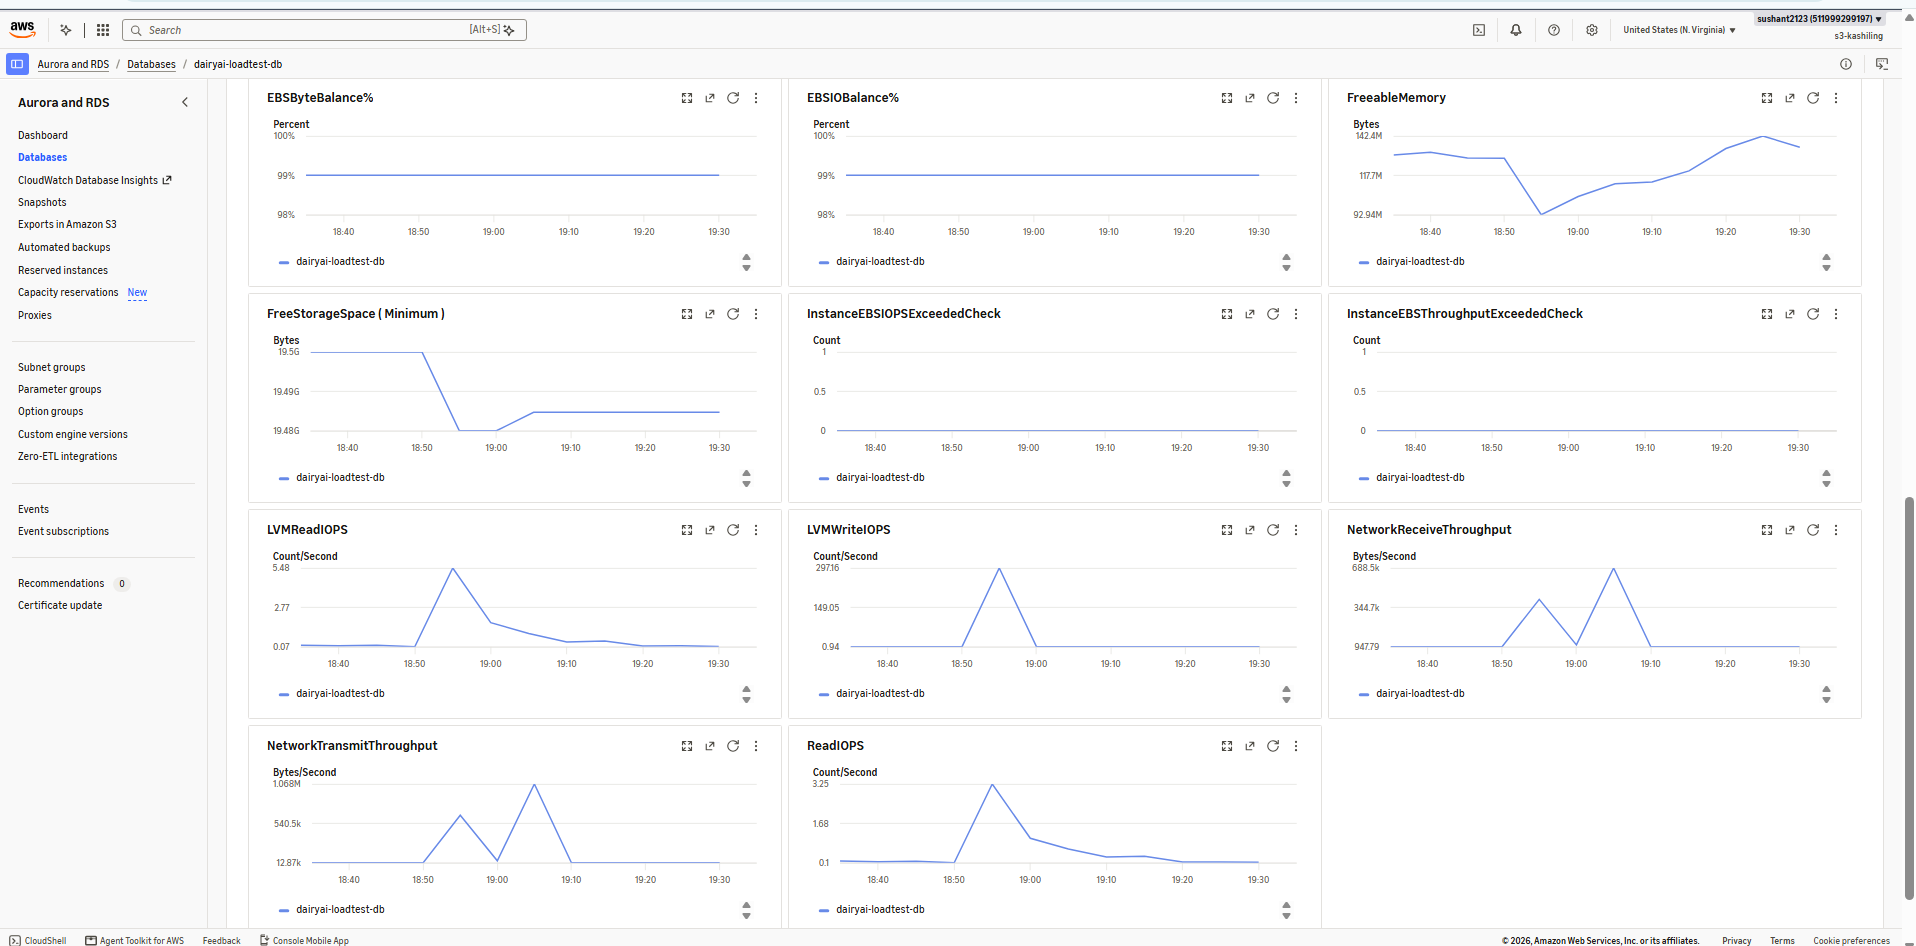 aws
Search [Alt+S]
United States (N. Virginia) ▼
sushant2123 (511999299197) ▼
s3-kashiling
Aurora and RDS / Databases / dairyai-loadtest-db
Aurora and RDS
Dashboard
Databases
CloudWatch Database Insights
Snapshots
Exports in Amazon S3
Automated backups
Reserved instances
Capacity reservations New
Proxies
Subnet groups
Parameter groups
Option groups
Custom engine versions
Zero-ETL integrations
Events
Event subscriptions
Recommendations 0
Certificate update
EBSByteBalance%
Percent
100%
99%
98%
18:40 18:50 19:00 19:10 19:20 19:30
dairyai-loadtest-db
EBSIOBalance%
Percent
100%
99%
98%
18:40 18:50 19:00 19:10 19:20 19:30
dairyai-loadtest-db
FreeableMemory
Bytes
142.4M
117.7M
92.94M
18:40 18:50 19:00 19:10 19:20 19:30
dairyai-loadtest-db
FreeStorageSpace ( Minimum )
Bytes
19.5G
19.49G
19.48G
18:40 18:50 19:00 19:10 19:20 19:30
dairyai-loadtest-db
InstanceEBSIOPSExceededCheck
Count
1
0.5
0
18:40 18:50 19:00 19:10 19:20 19:30
dairyai-loadtest-db
InstanceEBSThroughputExceededCheck
Count
1
0.5
0
18:40 18:50 19:00 19:10 19:20 19:30
dairyai-loadtest-db
LVMReadIOPS
Count/Second
5.48
2.77
0.07
18:40 18:50 19:00 19:10 19:20 19:30
dairyai-loadtest-db
LVMWriteIOPS
Count/Second
297.16
149.05
0.94
18:40 18:50 19:00 19:10 19:20 19:30
dairyai-loadtest-db
NetworkReceiveThroughput
Bytes/Second
688.5k
344.7k
947.79
18:40 18:50 19:00 19:10 19:20 19:30
dairyai-loadtest-db
NetworkTransmitThroughput
Bytes/Second
1.068M
540.5k
12.87k
18:40 18:50 19:00 19:10 19:20 19:30
dairyai-loadtest-db
ReadIOPS
Count/Second
3.25
1.68
0.1
18:40 18:50 19:00 19:10 19:20 19:30
dairyai-loadtest-db
CloudShell Agent Toolkit for AWS Feedback Console Mobile App © 2026, Amazon Web Services, Inc. or its affiliates. Privacy Terms Cookie preferences